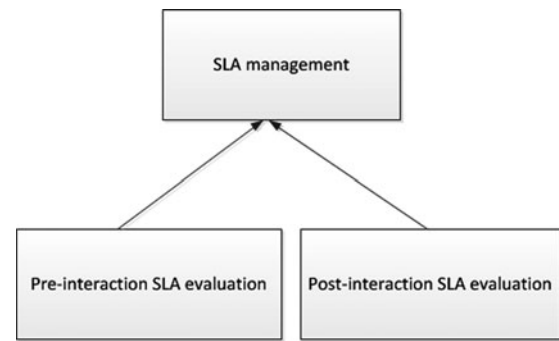 SLA management
Pre-interaction SLA evaluation
Post-interaction SLA evaluation